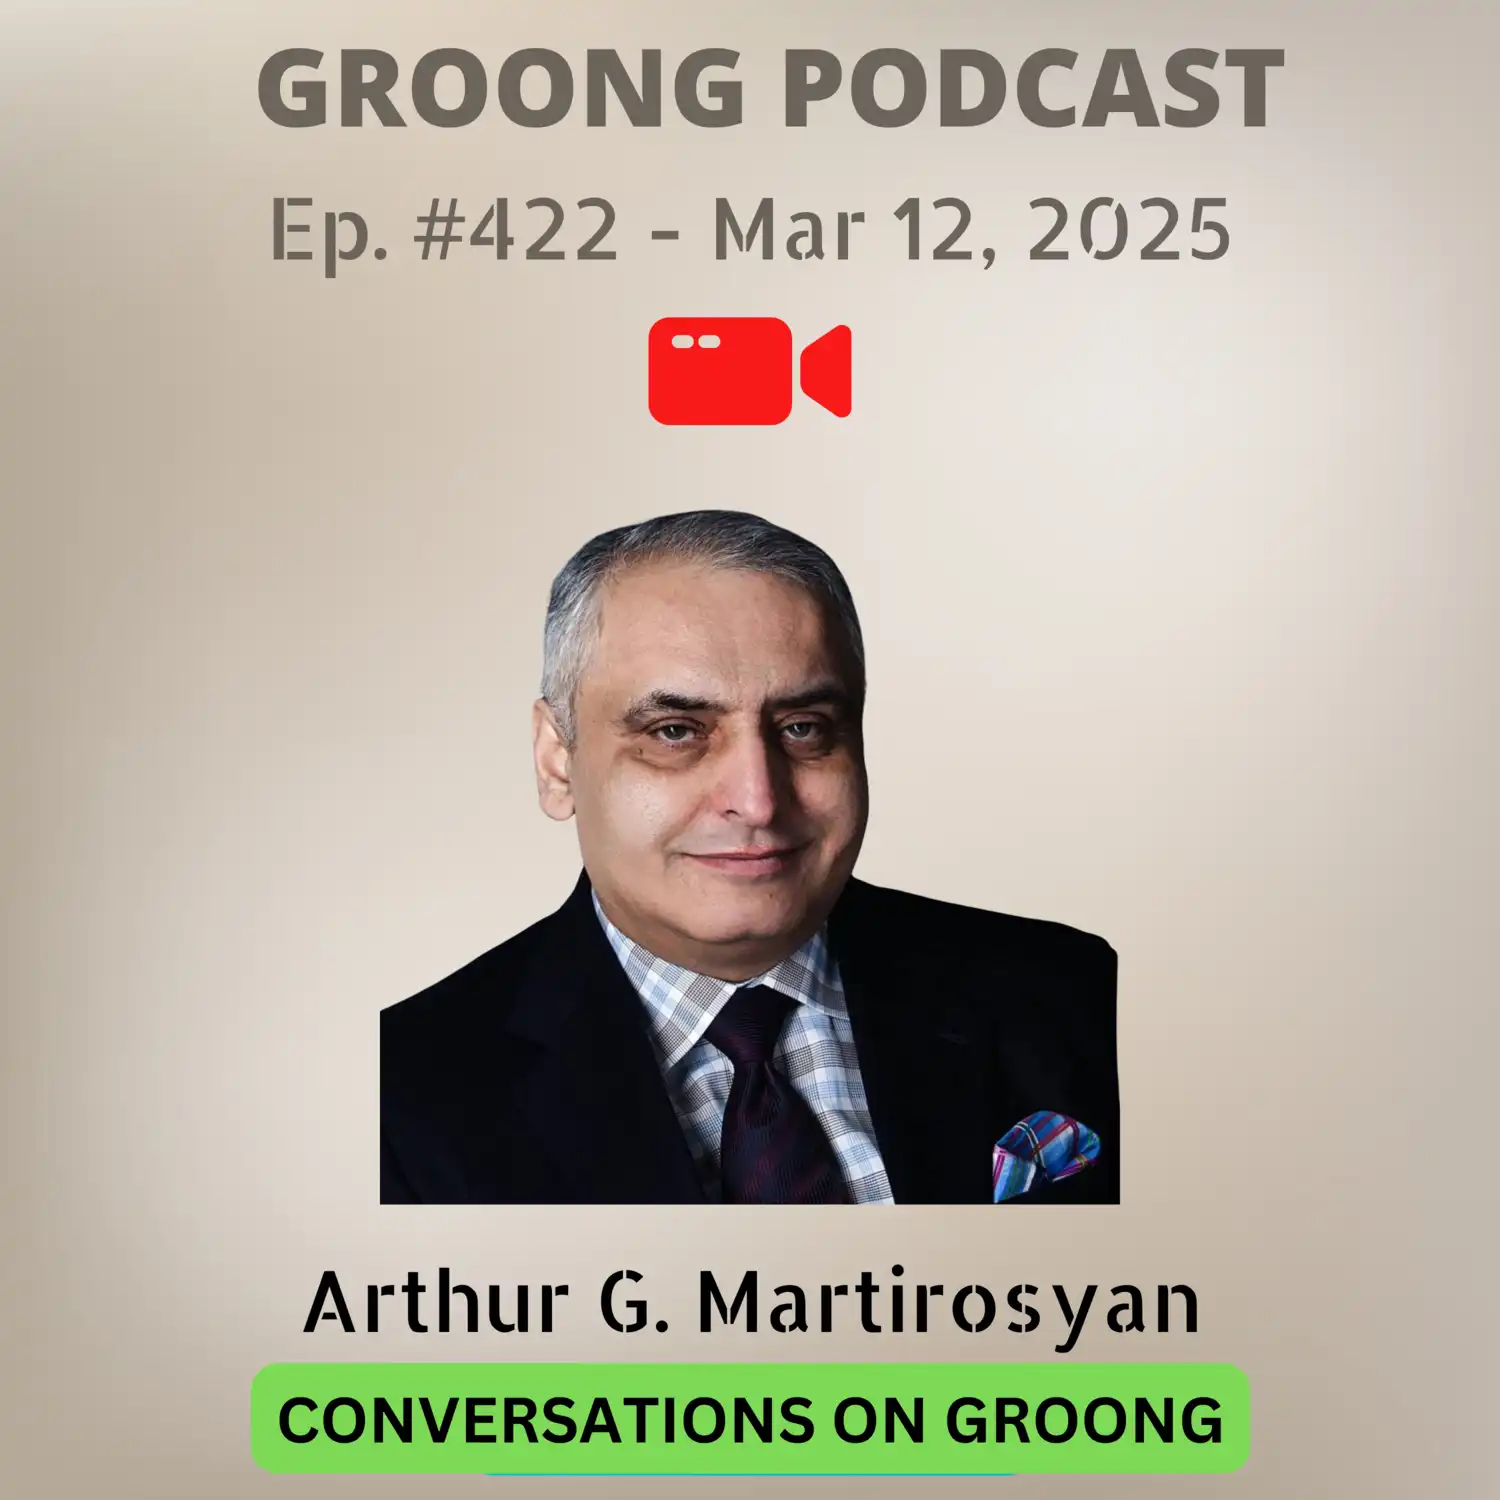 GROONG PODCAST
Ep. #422 - Mar 12, 2025
Arthur G. Martirosyan
CONVERSATIONS ON GROONG